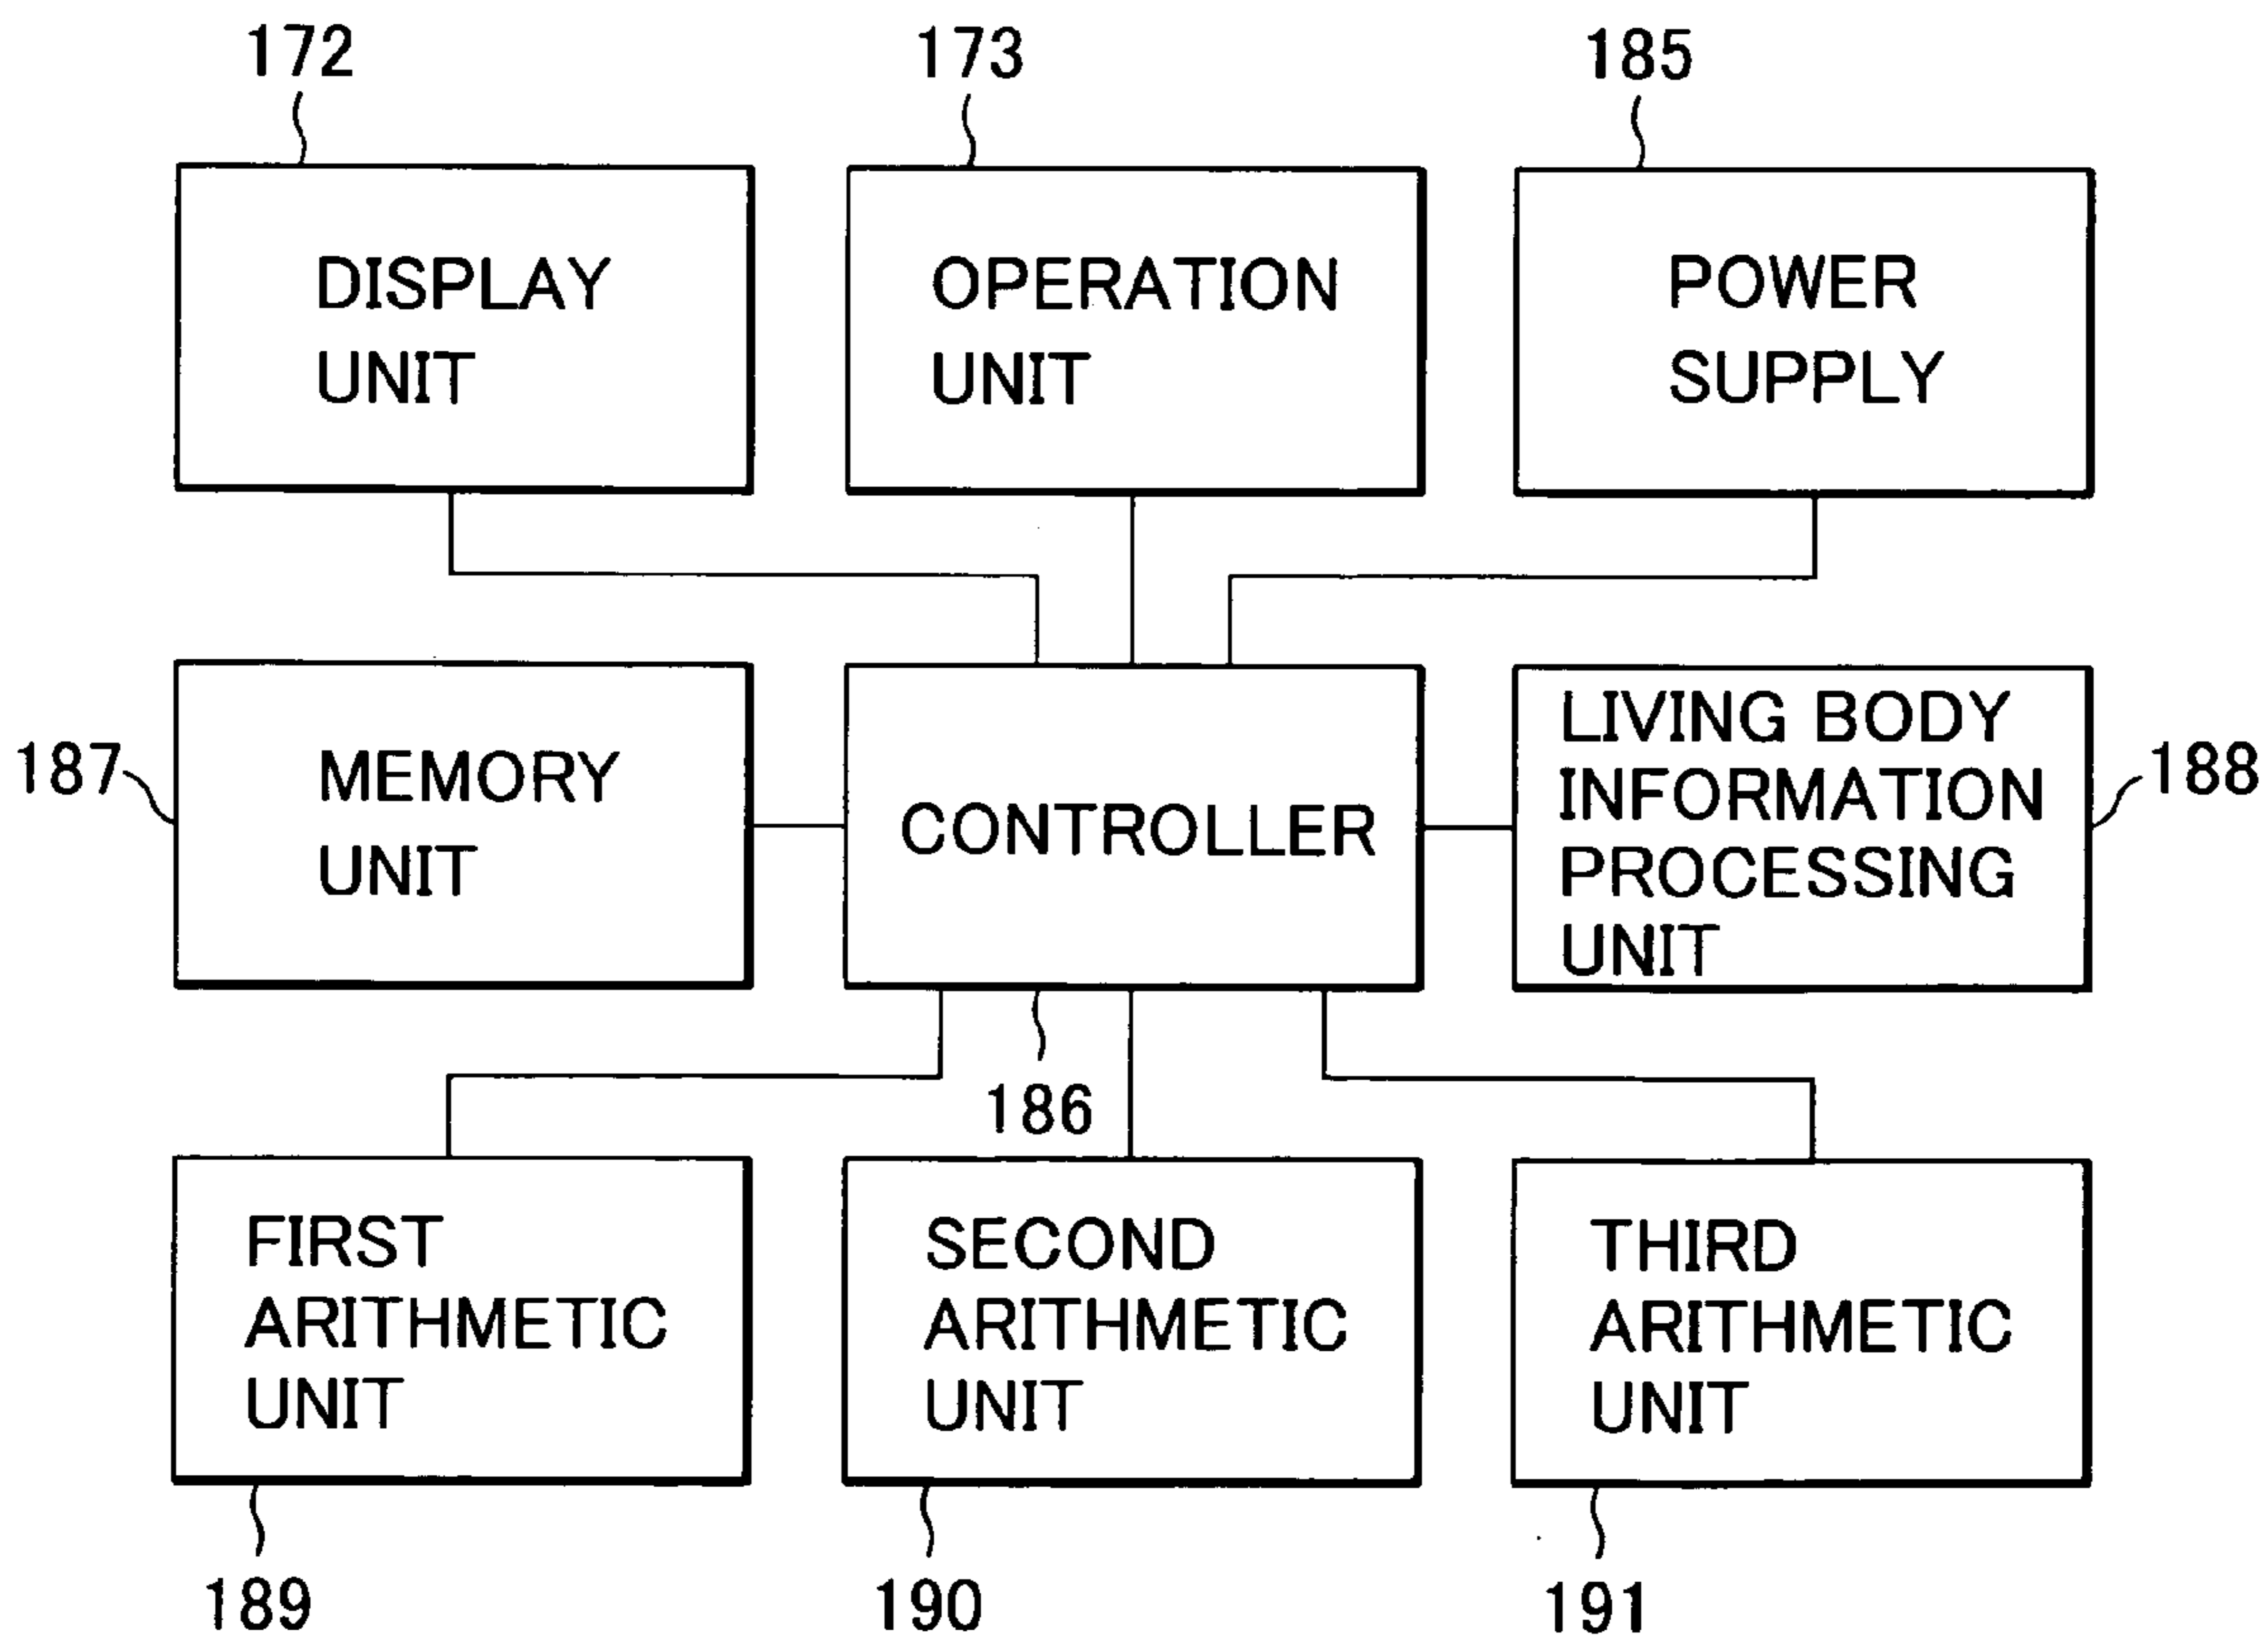 172
173
185
DISPLAY
UNIT
OPERATION
UNIT
POWER
SUPPLY
187
MEMORY
UNIT
CONTROLLER
LIVING BODY
INFORMATION
PROCESSING
UNIT
188
186
FIRST
ARITHMETIC
UNIT
SECOND
ARITHMETIC
UNIT
THIRD
ARITHMETIC
UNIT
189
190
191